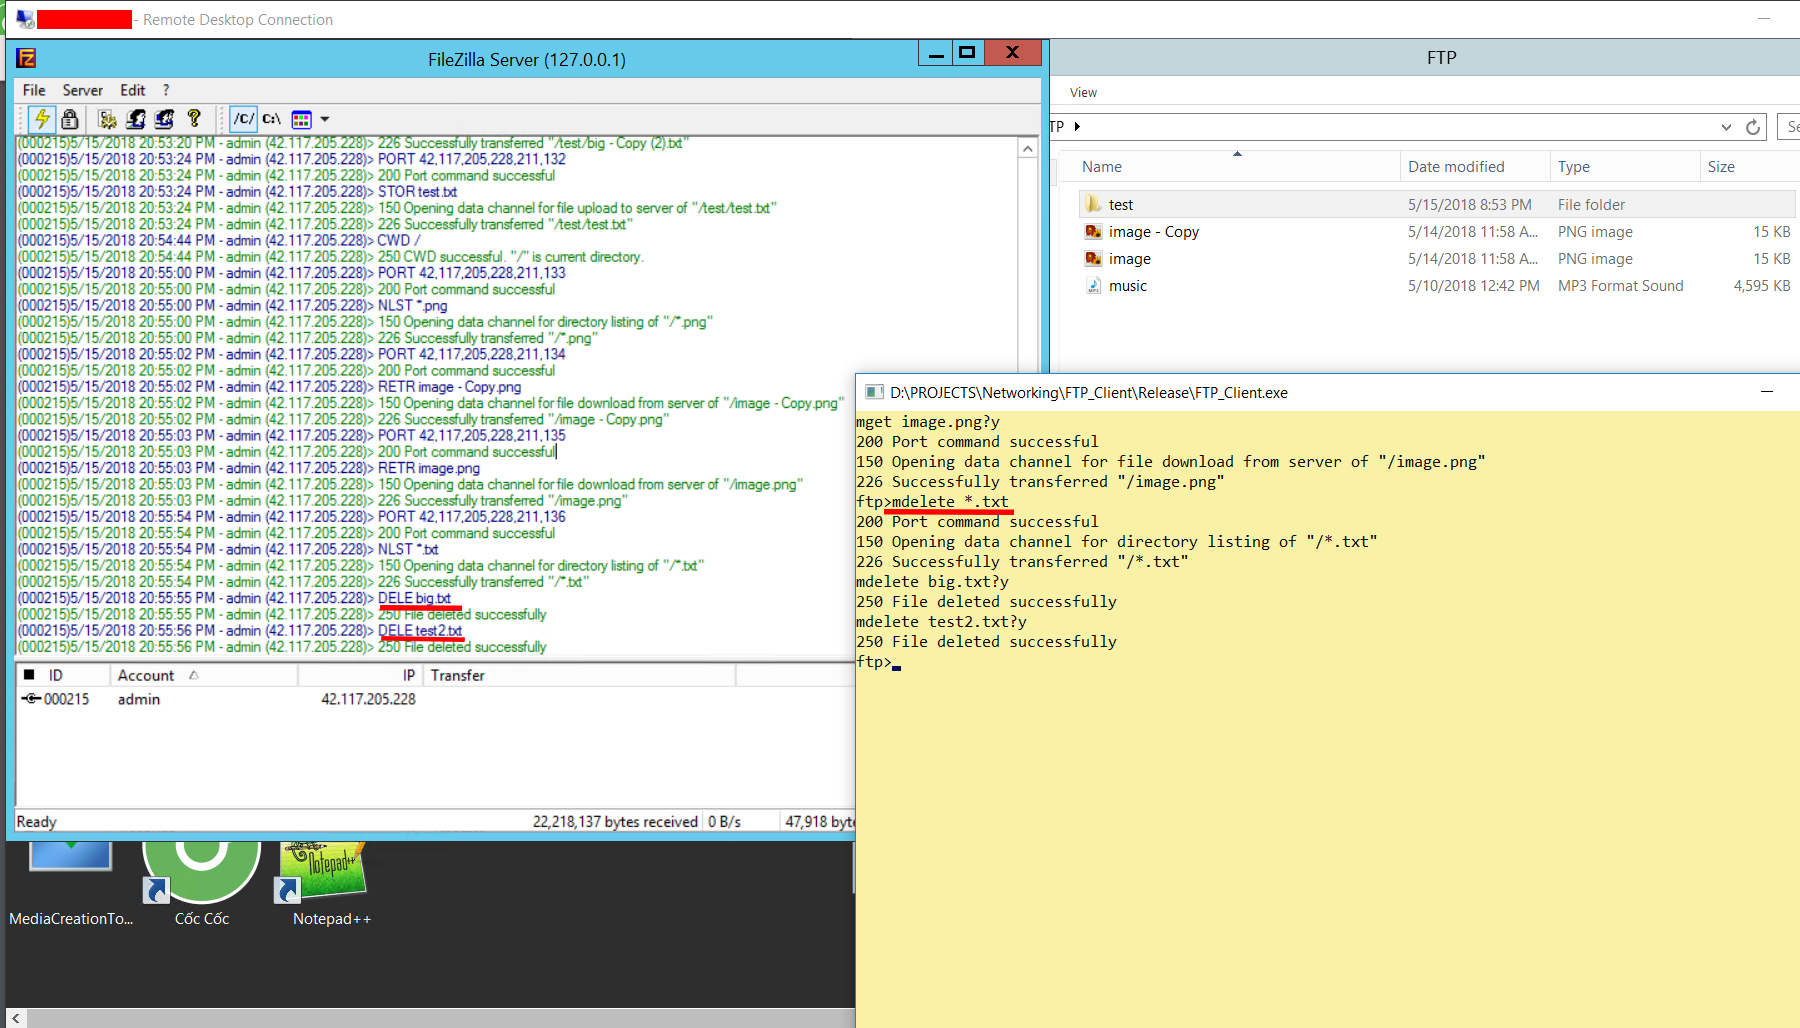 - Remote Desktop Connection
FileZilla Server (127.0.0.1)
File Server Edit ?
/C/ C:\
(000215)5/15/2018 20:53:20 PM - admin (42.117.205.228)> 226 Successfully transferred "/test/big - Copy (2).txt"
(000215)5/15/2018 20:53:24 PM - admin (42.117.205.228)> PORT 42,117,205,228,211,132
(000215)5/15/2018 20:53:24 PM - admin (42.117.205.228)> 200 Port command successful
(000215)5/15/2018 20:53:24 PM - admin (42.117.205.228)> STOR test.txt
(000215)5/15/2018 20:53:24 PM - admin (42.117.205.228)> 150 Opening data channel for file upload to server of "/test/test.txt"
(000215)5/15/2018 20:53:24 PM - admin (42.117.205.228)> 226 Successfully transferred "/test/test.txt"
(000215)5/15/2018 20:54:44 PM - admin (42.117.205.228)> CWD /
(000215)5/15/2018 20:54:44 PM - admin (42.117.205.228)> 250 CWD successful. "/" is current directory.
(000215)5/15/2018 20:55:00 PM - admin (42.117.205.228)> PORT 42,117,205,228,211,133
(000215)5/15/2018 20:55:00 PM - admin (42.117.205.228)> 200 Port command successful
(000215)5/15/2018 20:55:00 PM - admin (42.117.205.228)> NLST *.png
(000215)5/15/2018 20:55:00 PM - admin (42.117.205.228)> 150 Opening data channel for directory listing of "/*.png"
(000215)5/15/2018 20:55:00 PM - admin (42.117.205.228)> 226 Successfully transferred "/*.png"
(000215)5/15/2018 20:55:02 PM - admin (42.117.205.228)> PORT 42,117,205,228,211,134
(000215)5/15/2018 20:55:02 PM - admin (42.117.205.228)> 200 Port command successful
(000215)5/15/2018 20:55:02 PM - admin (42.117.205.228)> RETR image - Copy.png
(000215)5/15/2018 20:55:02 PM - admin (42.117.205.228)> 150 Opening data channel for file download from server of "/image - Copy.png"
(000215)5/15/2018 20:55:02 PM - admin (42.117.205.228)> 226 Successfully transferred "/image - Copy.png"
(000215)5/15/2018 20:55:03 PM - admin (42.117.205.228)> PORT 42,117,205,228,211,135
(000215)5/15/2018 20:55:03 PM - admin (42.117.205.228)> 200 Port command successful
(000215)5/15/2018 20:55:03 PM - admin (42.117.205.228)> RETR image.png
(000215)5/15/2018 20:55:03 PM - admin (42.117.205.228)> 150 Opening data channel for file download from server of "/image.png"
(000215)5/15/2018 20:55:03 PM - admin (42.117.205.228)> 226 Successfully transferred "/image.png"
(000215)5/15/2018 20:55:54 PM - admin (42.117.205.228)> PORT 42,117,205,228,211,136
(000215)5/15/2018 20:55:54 PM - admin (42.117.205.228)> 200 Port command successful
(000215)5/15/2018 20:55:54 PM - admin (42.117.205.228)> NLST *.txt
(000215)5/15/2018 20:55:54 PM - admin (42.117.205.228)> 150 Opening data channel for directory listing of "/*.txt"
(000215)5/15/2018 20:55:54 PM - admin (42.117.205.228)> 226 Successfully transferred "/*.txt"
(000215)5/15/2018 20:55:55 PM - admin (42.117.205.228)> DELE big.txt
(000215)5/15/2018 20:55:55 PM - admin (42.117.205.228)> 250 File deleted successfully
(000215)5/15/2018 20:55:56 PM - admin (42.117.205.228)> DELE test2.txt
(000215)5/15/2018 20:55:56 PM - admin (42.117.205.228)> 250 File deleted successfully
ID Account IP Transfer
000215 admin 42.117.205.228
Ready 22,218,137 bytes received 0 B/s 47,918 byte
MediaCreationTo... Cốc Cốc Notepad++
FTP
View
TP
Se
Name Date modified Type Size
test 5/15/2018 8:53 PM File folder
image - Copy 5/14/2018 11:58 A... PNG image 15 KB
image 5/14/2018 11:58 A... PNG image 15 KB
music 5/10/2018 12:42 PM MP3 Format Sound 4,595 KB
D:\PROJECTS\Networking\FTP_Client\Release\FTP_Client.exe
mget image.png?y
200 Port command successful
150 Opening data channel for file download from server of "/image.png"
226 Successfully transferred "/image.png"
ftp>mdelete *.txt
200 Port command successful
150 Opening data channel for directory listing of "/*.txt"
226 Successfully transferred "/*.txt"
mdelete big.txt?y
250 File deleted successfully
mdelete test2.txt?y
250 File deleted successfully
ftp>